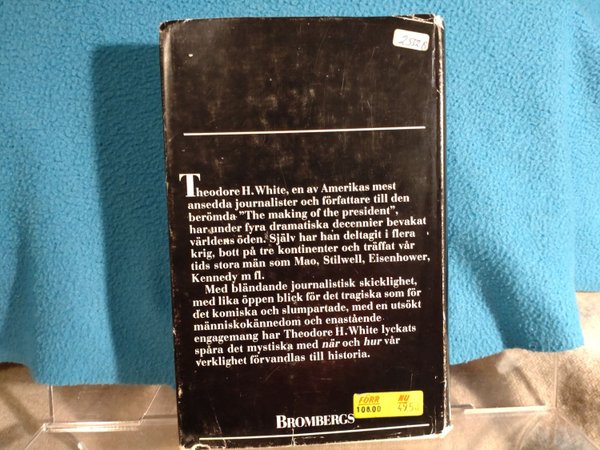 Theodore H. White, en av Amerikas mest
ansedda journalister och författare till den
berömda "The making of the president",
har under fyra dramatiska decennier bevakat
världens öden. Själv har han deltagit i flera
krig, bott på tre kontinenter och träffat vår
tids stora män som Mao, Stilwell, Eisenhower,
Kennedy m fl.
Med bländande journalistisk skicklighet,
med lika öppen blick för det tragiska som för
det komiska och slumpartade, med en utsökt
människokännedom och enastående
engagemang har Theodore H. White lyckats
spåra det mystiska med när och hur vår
verklighet förvandlas till historia.
FÖRR NU
108.00
BROMBERGS